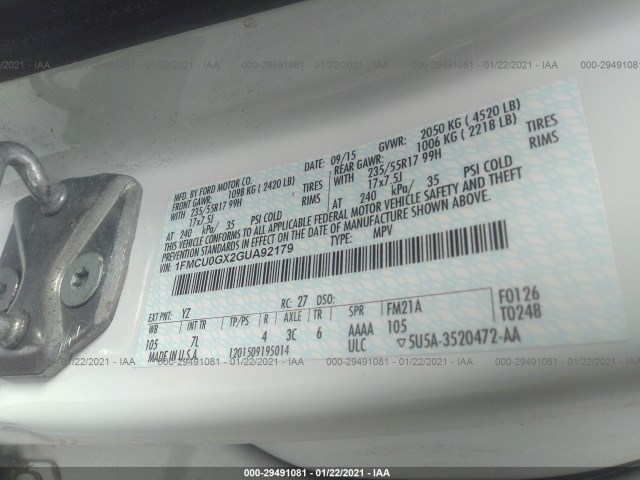 000-29491081 - 01/22/2021 - IAA
MFD. BY FORD MOTOR CO.
DATE: 09/15
GVWR: 2050 KG ( 4520 LB)
FRONT GAWR: 1098 KG ( 2420 LB)
REAR GAWR: 1006 KG ( 2218 LB)
WITH 235/55R17 99H TIRES
WITH 235/55R17 99H TIRES
17x7.5J RIMS
17x7.5J RIMS
AT 240 kPa/ 35 PSI COLD
AT 240 kPa/ 35 PSI COLD
THIS VEHICLE CONFORMS TO ALL APPLICABLE FEDERAL MOTOR VEHICLE SAFETY AND THEFT
PREVENTION STANDARDS IN EFFECT ON THE DATE OF MANUFACTURE SHOWN ABOVE.
VIN: 1FMCU0GX2GUA92179
TYPE: MPV
EXT PNT: YZ RC: 27 DSO: F0126
WB INT TR TP/PS R AXLE TR SPR FM21A T0248
105 7L 4 3C 6 AAAA 105
MADE IN U.S.A. 1201509195014 ULC 5U5A-3520472-AA
000-29491081 - 01/22/2021 - IAA